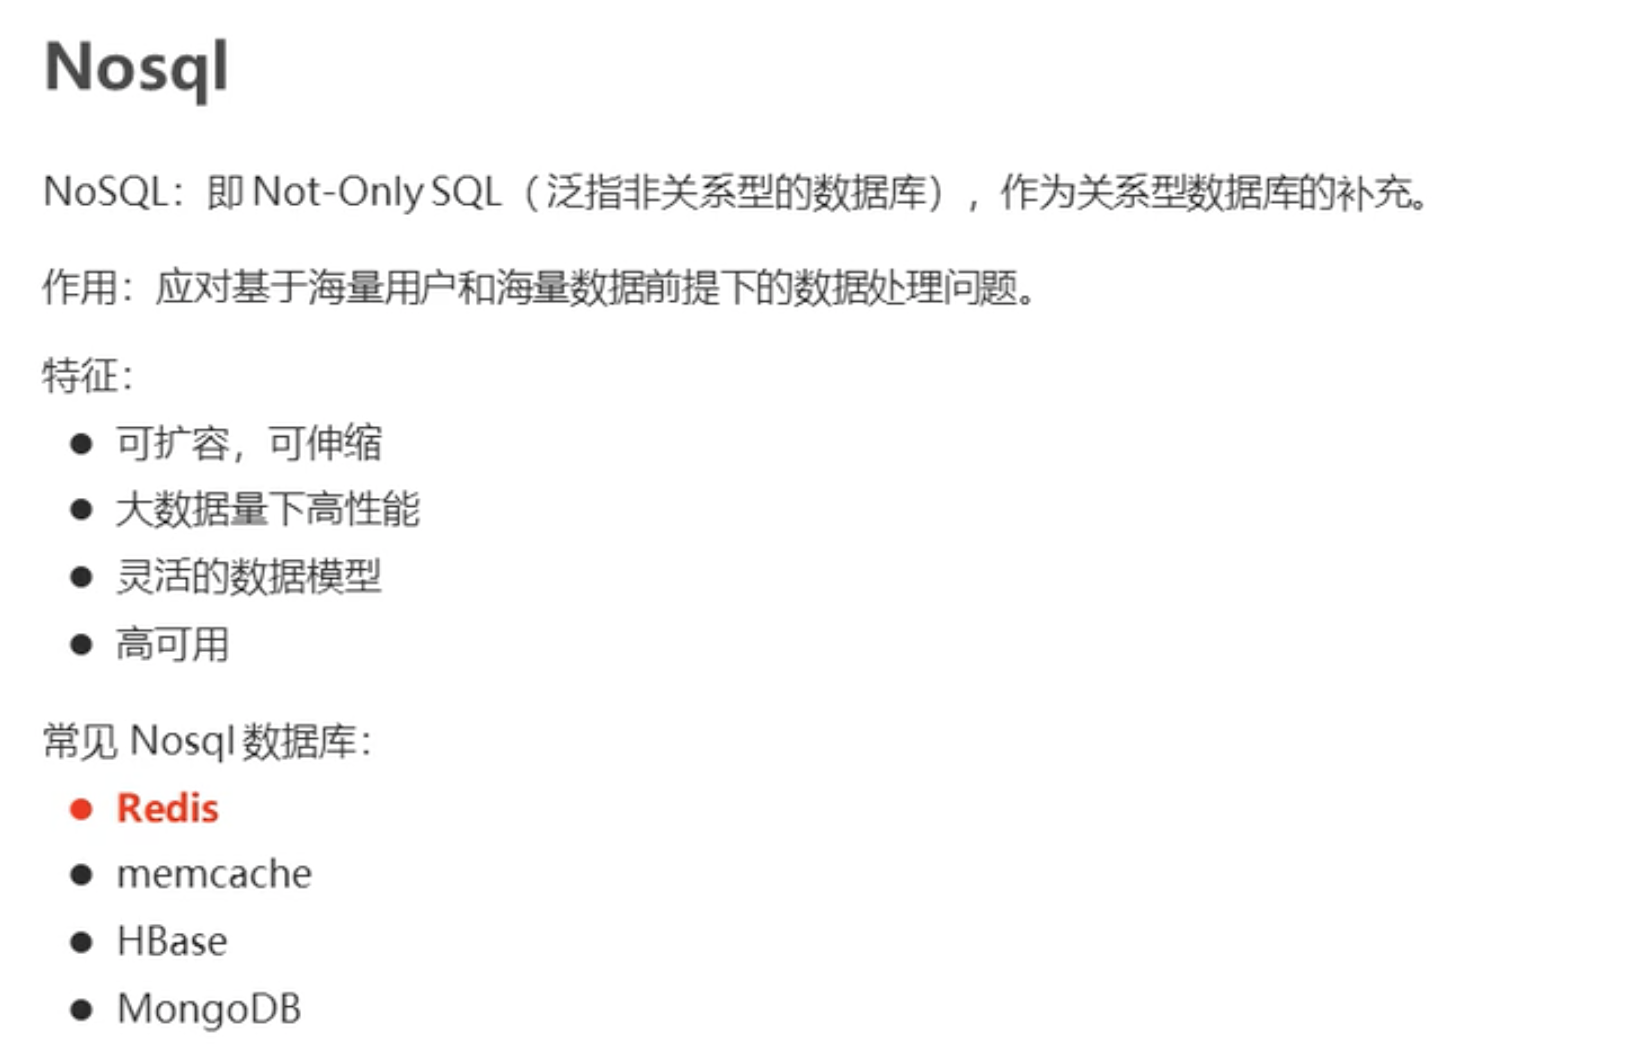 Nosql
NoSQL：即 Not-Only SQL（泛指非关系型的数据库），作为关系型数据库的补充。
作用：应对基于海量用户和海量数据前提下的数据处理问题。
特征：
● 可扩容，可伸缩
● 大数据量下高性能
● 灵活的数据模型
● 高可用
常见 Nosql 数据库：
● Redis
● memcache
● HBase
● MongoDB